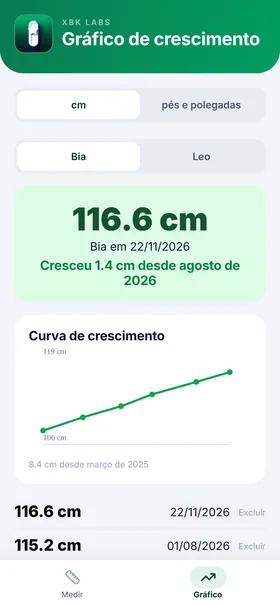 XBK LABS
Gráfico de crescimento
cm
pés e polegadas
Bia
Leo
116.6 cm
Bia em 22/11/2026
Cresceu 1.4 cm desde agosto de
2026
Curva de crescimento
119 cm
106 cm
8.4 cm desde março de 2025
116.6 cm 22/11/2026 Excluir
115.2 cm 01/08/2026 Excluir
Medir
Gráfico